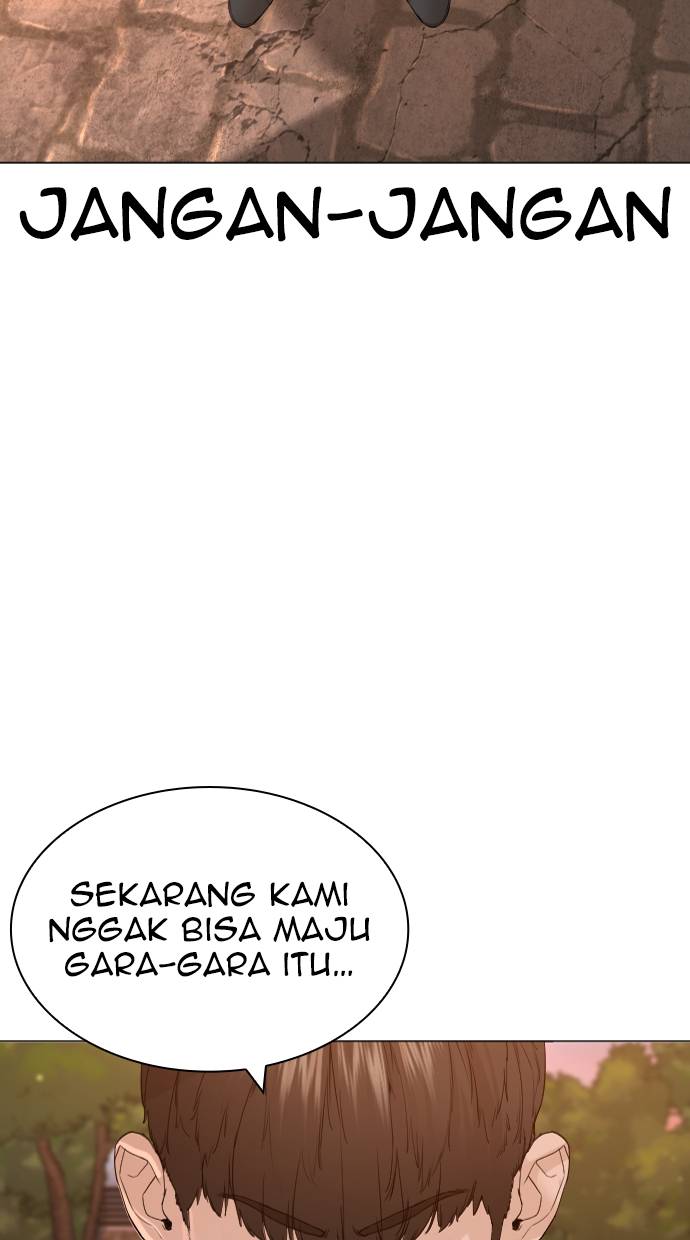 JANGAN-JANGAN
SEKARANG KAMI
NGGAK BISA MAJU
GARA-GARA ITU...